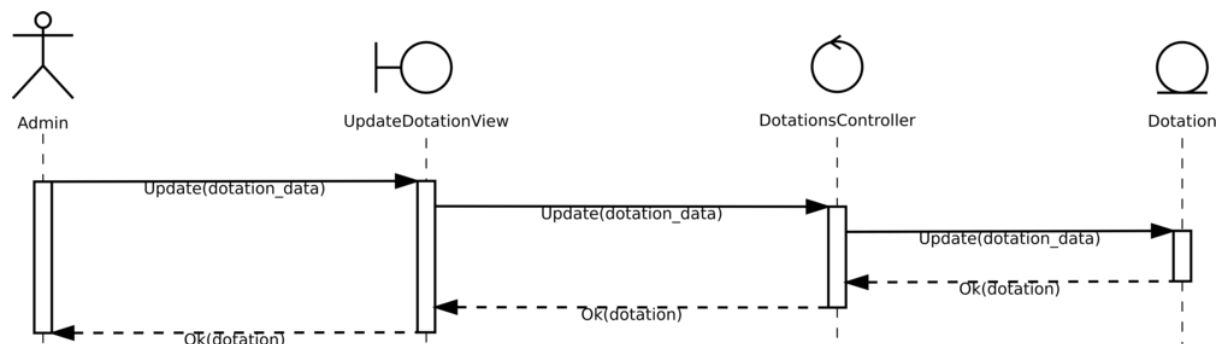 Admin
UpdateDotationView
DotationsController
Dotation
Update(dotation_data)
Update(dotation_data)
Update(dotation_data)
Ok(dotation)
Ok(dotation)
Ok(dotation)